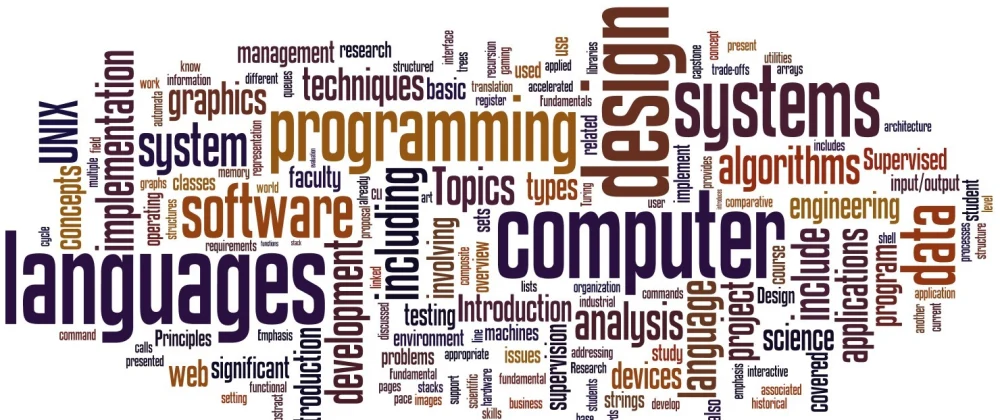 design
management
research
interface
trees
recursion
gaming
use
libraries
capstone
concept
present
utilities
know
information
different
queues
structured
techniques
basic
translation
used
applied
accelerated
trade-offs
arrays
work
automata
graphics
register
Fundamentals
systems
implementation
UNIX
field
multiple
system
representation
programming
related
architecture
memory
evaluation
includes
implement
provides
algorithms
Supervised
graphs
classes
world
faculty
already
CU
including
art
Topics
types
Turing
user
input/output
student
level
concepts
operating
structures
software
proposal
sets
computer
introduces
comparative
engineering
data
processes
structure
cycle
requirements
functions
stack
involving
composite
overview
course
include
applications
shell
programs
languages
development
linked
lists
organization
industrial
commands
application
another
current
command
Principles
Emphasis
discussed
testing
Introduction
analysis
language
project
Design
calls
presented
environment
line
machines
supervision
science
covered
web
significant
problems
appropriate
issues
addressing
Research
study
functional
setting
fundamental
pages
stacks
pace
images
support
scientific
hardware
skills
fundamental
business
students
devices
strings
develop
also
emphasis
interactive
associated
historical
base